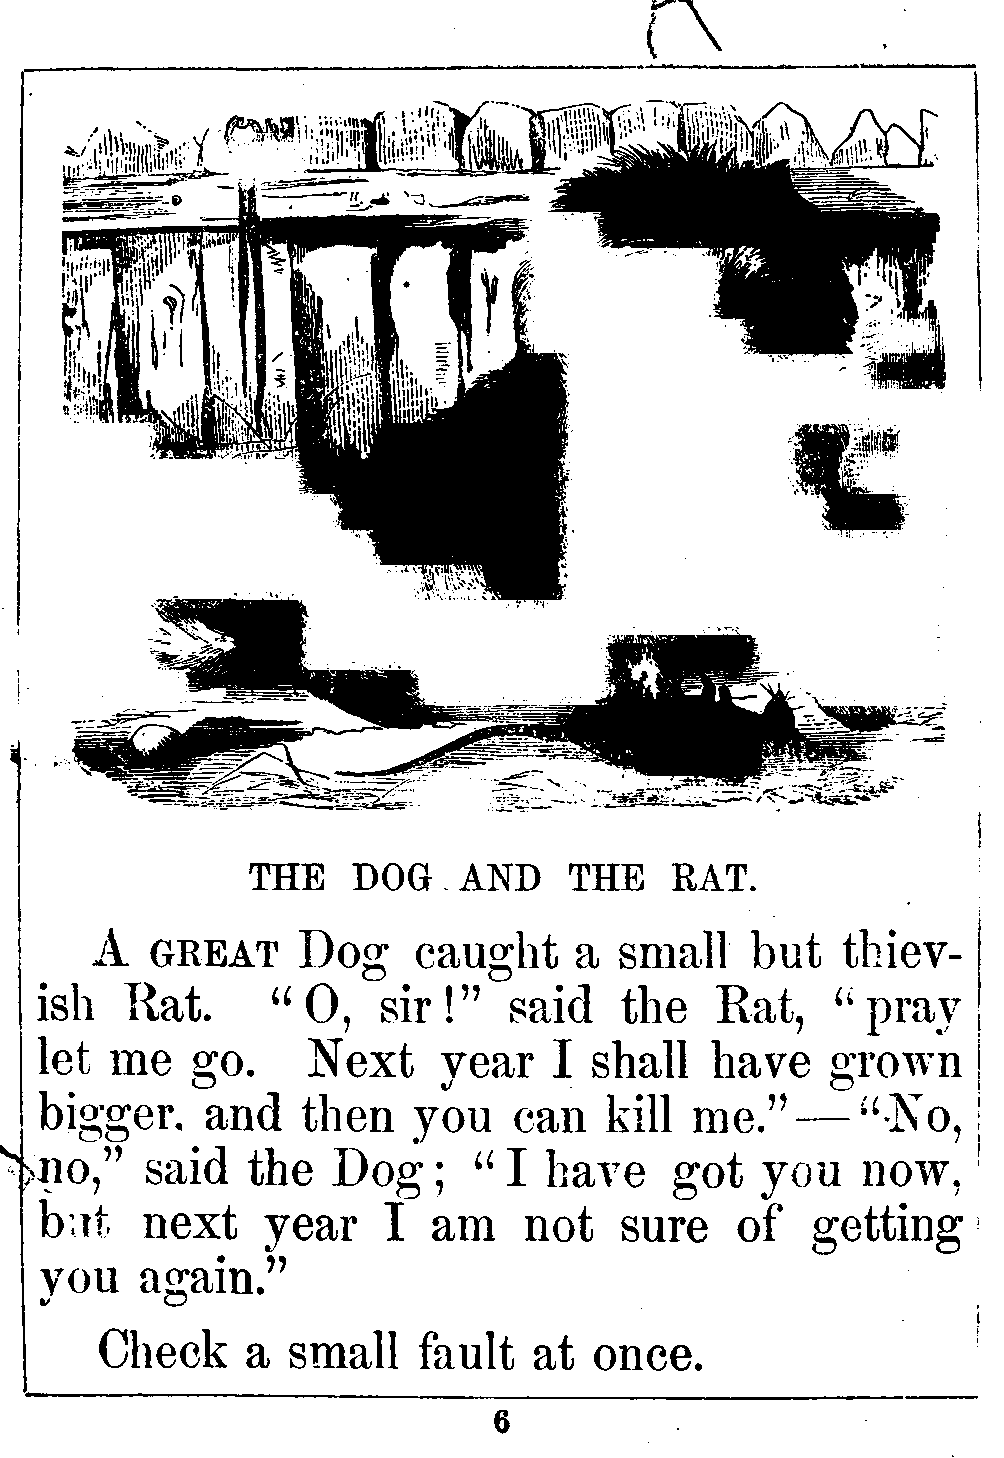 THE DOG AND THE RAT.
A GREAT Dog caught a small but thiev-
ish Rat. "O, sir!" said the Rat, "pray
let me go. Next year I shall have grown
bigger, and then you can kill me."—"No,
no," said the Dog; "I have got you now,
but next year I am not sure of getting
you again."
Check a small fault at once.
6